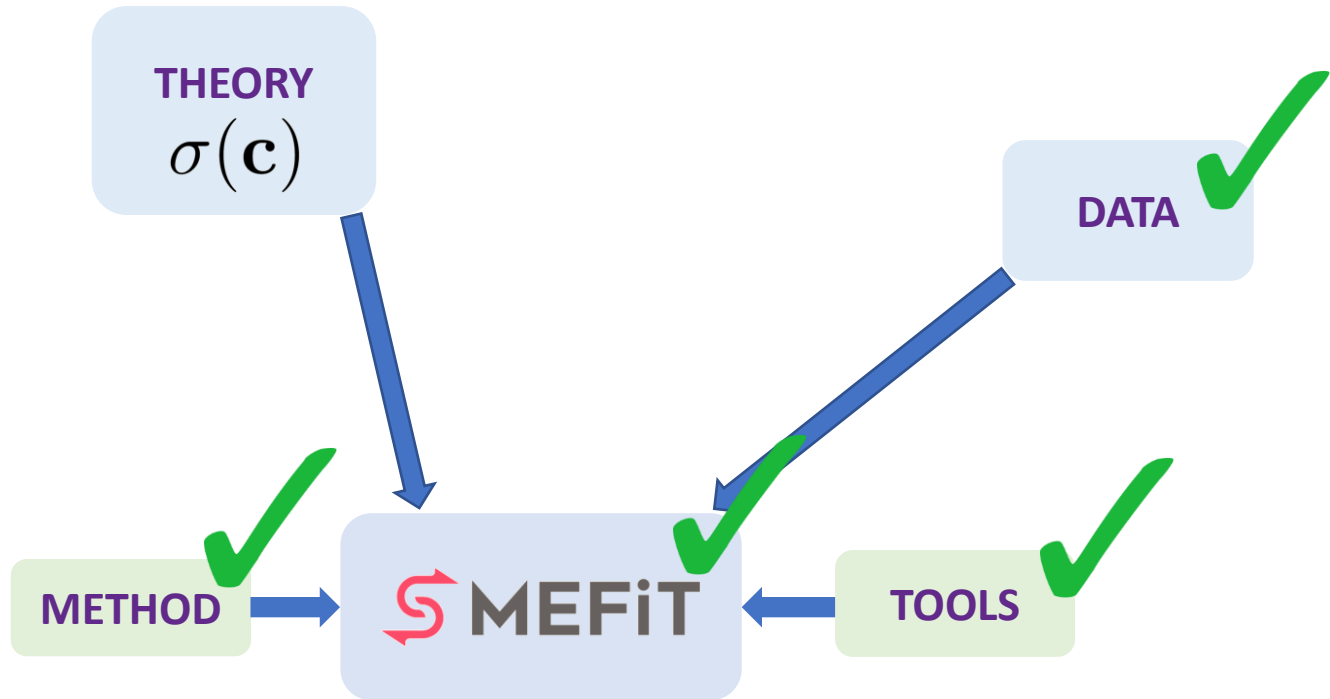 THEORY
σ(c)
DATA
METHOD
SMEFiT
TOOLS